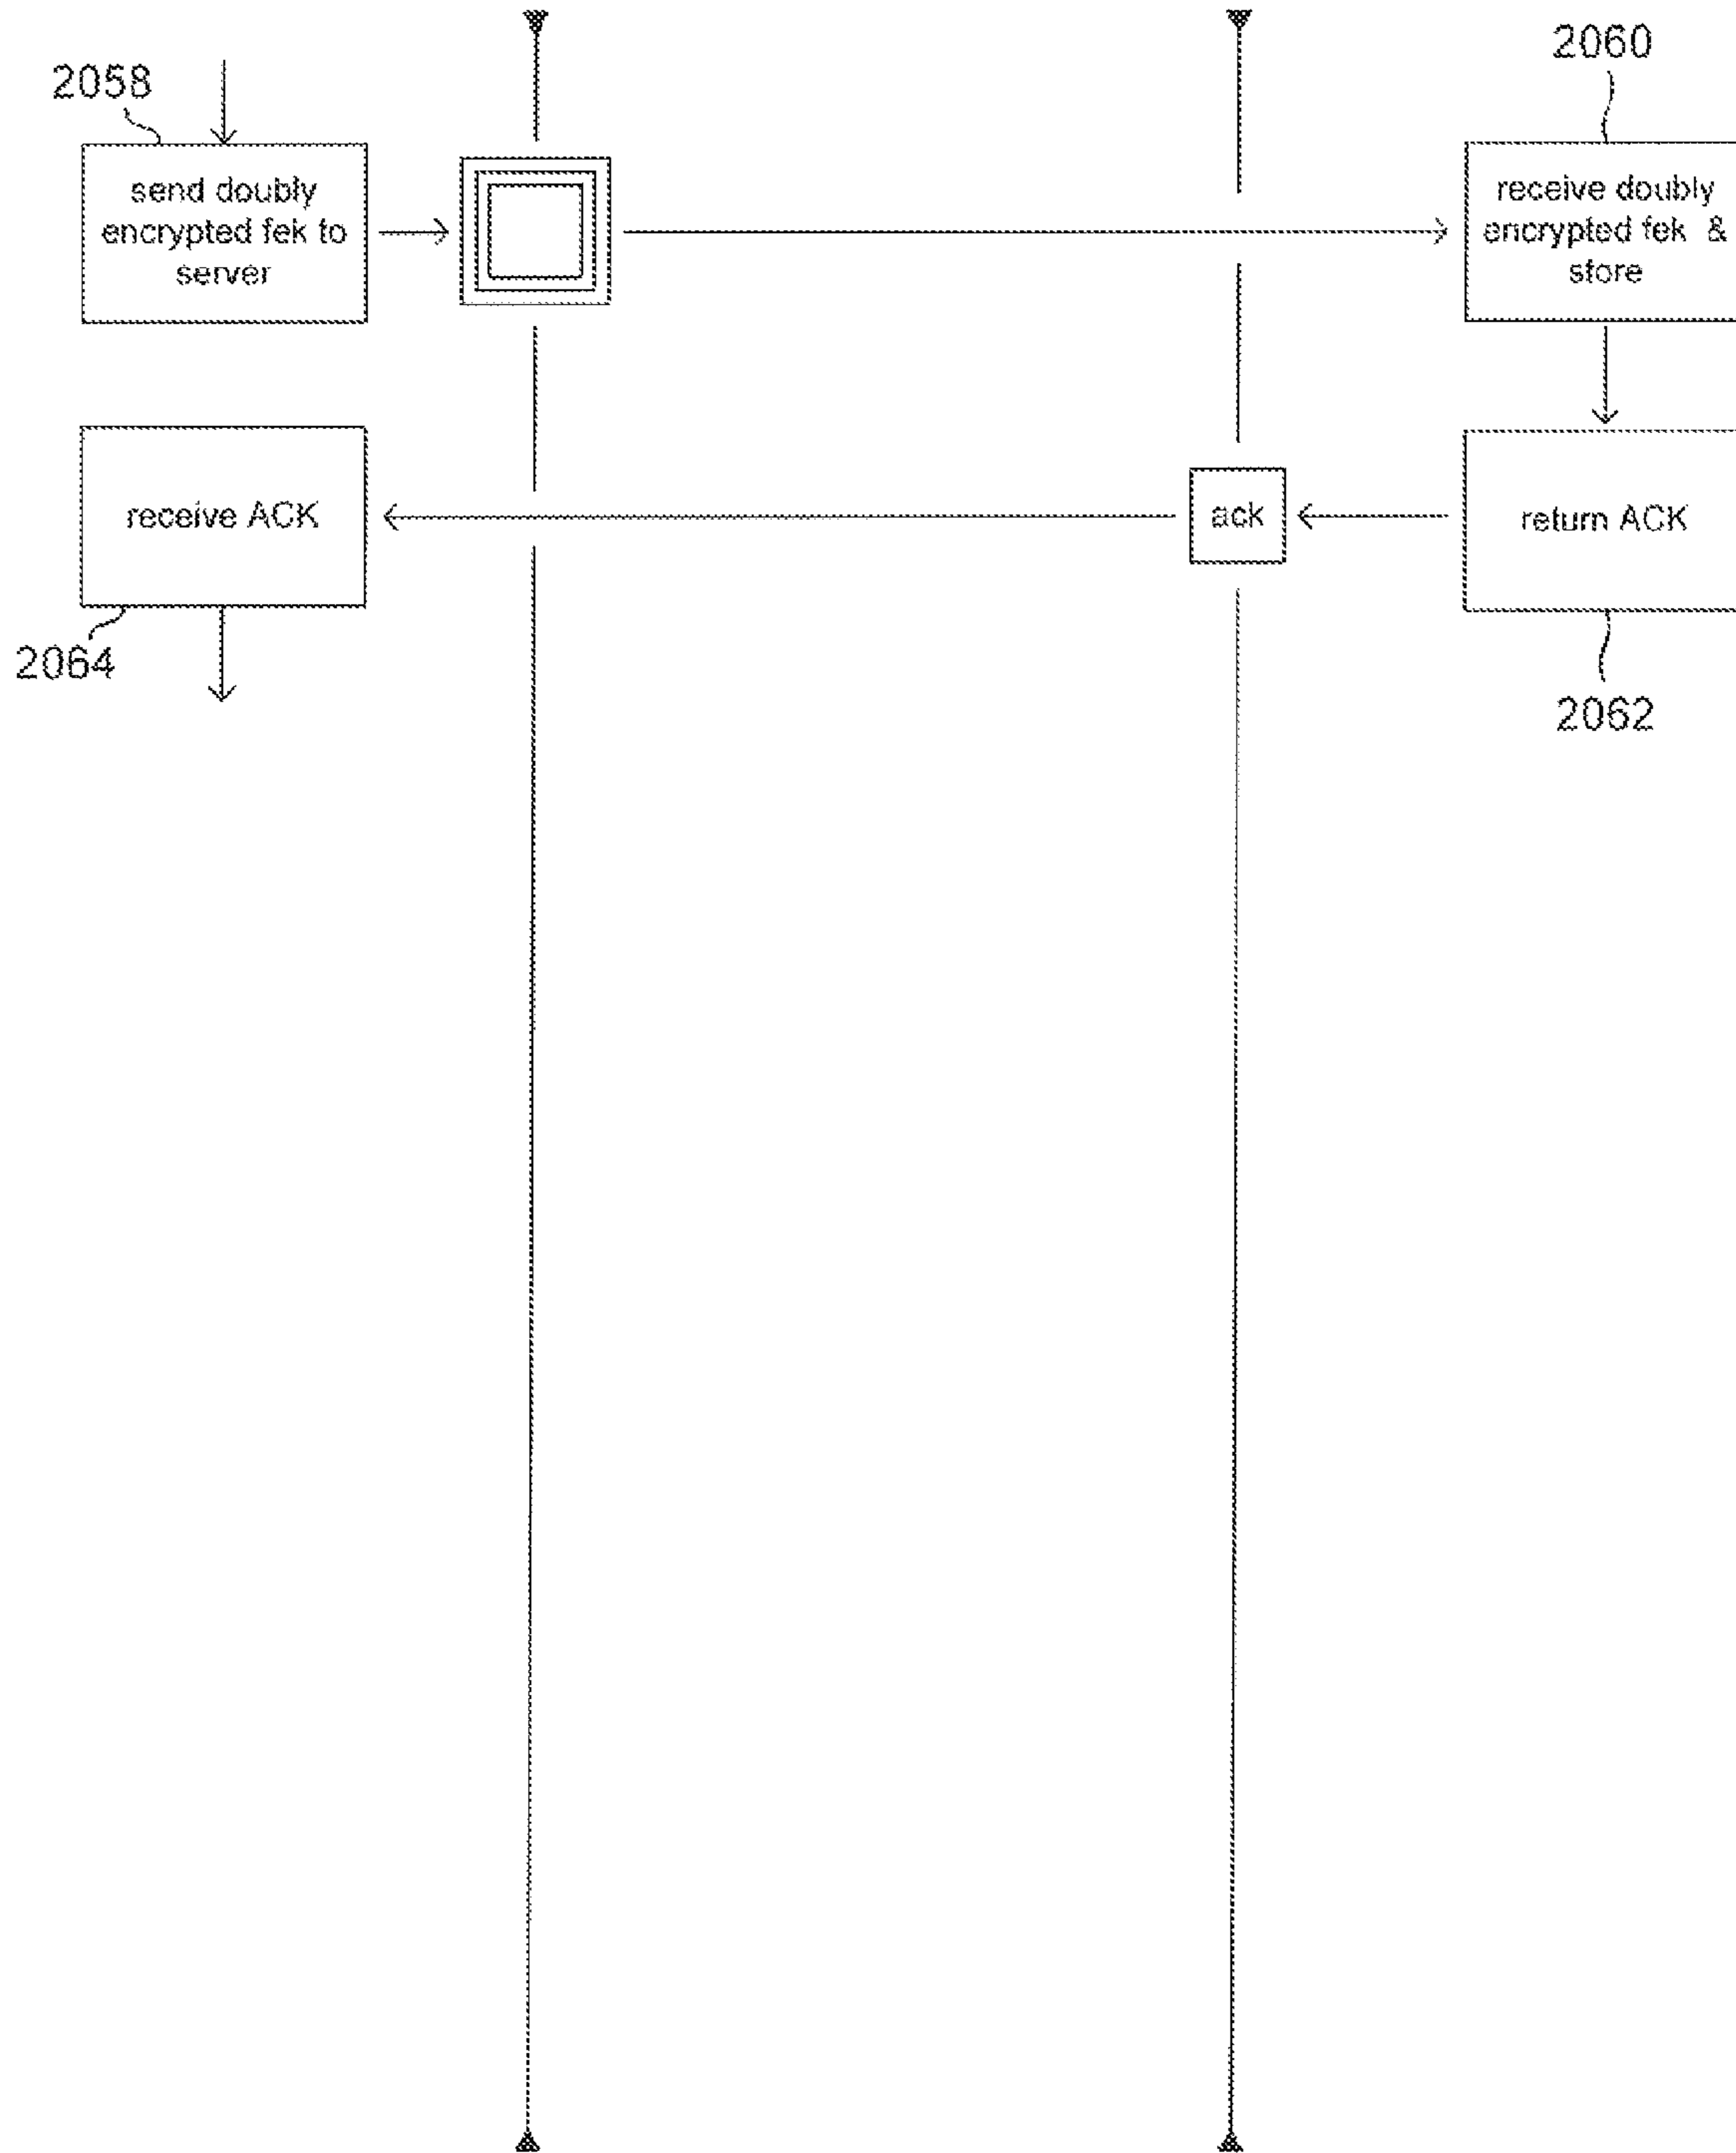 2058
2060
send doubly
encrypted fek to
server
receive doubly
encrypted fek &
store
receive ACK
ack
return ACK
2064
2062